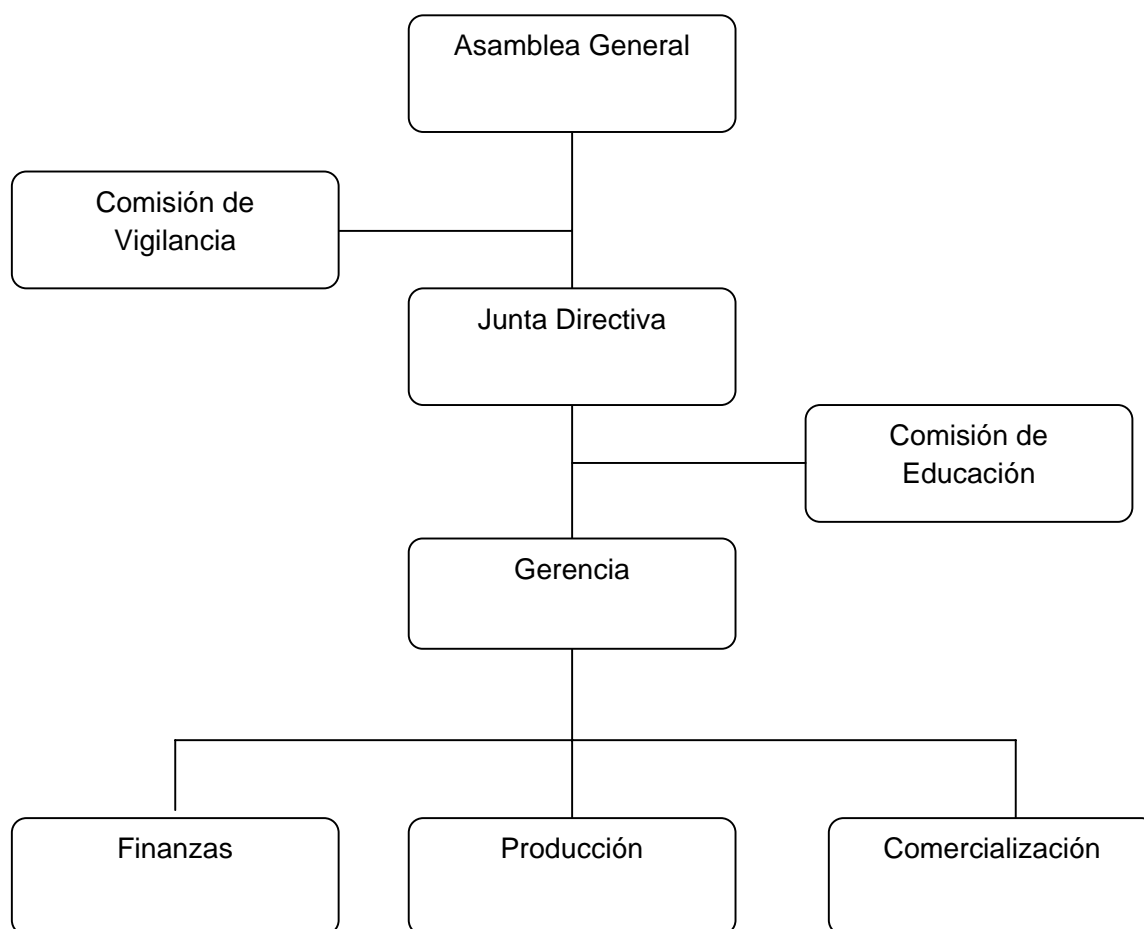 Asamblea General
Comisión de
Vigilancia
Junta Directiva
Comisión de
Educación
Gerencia
Finanzas
Producción
Comercialización